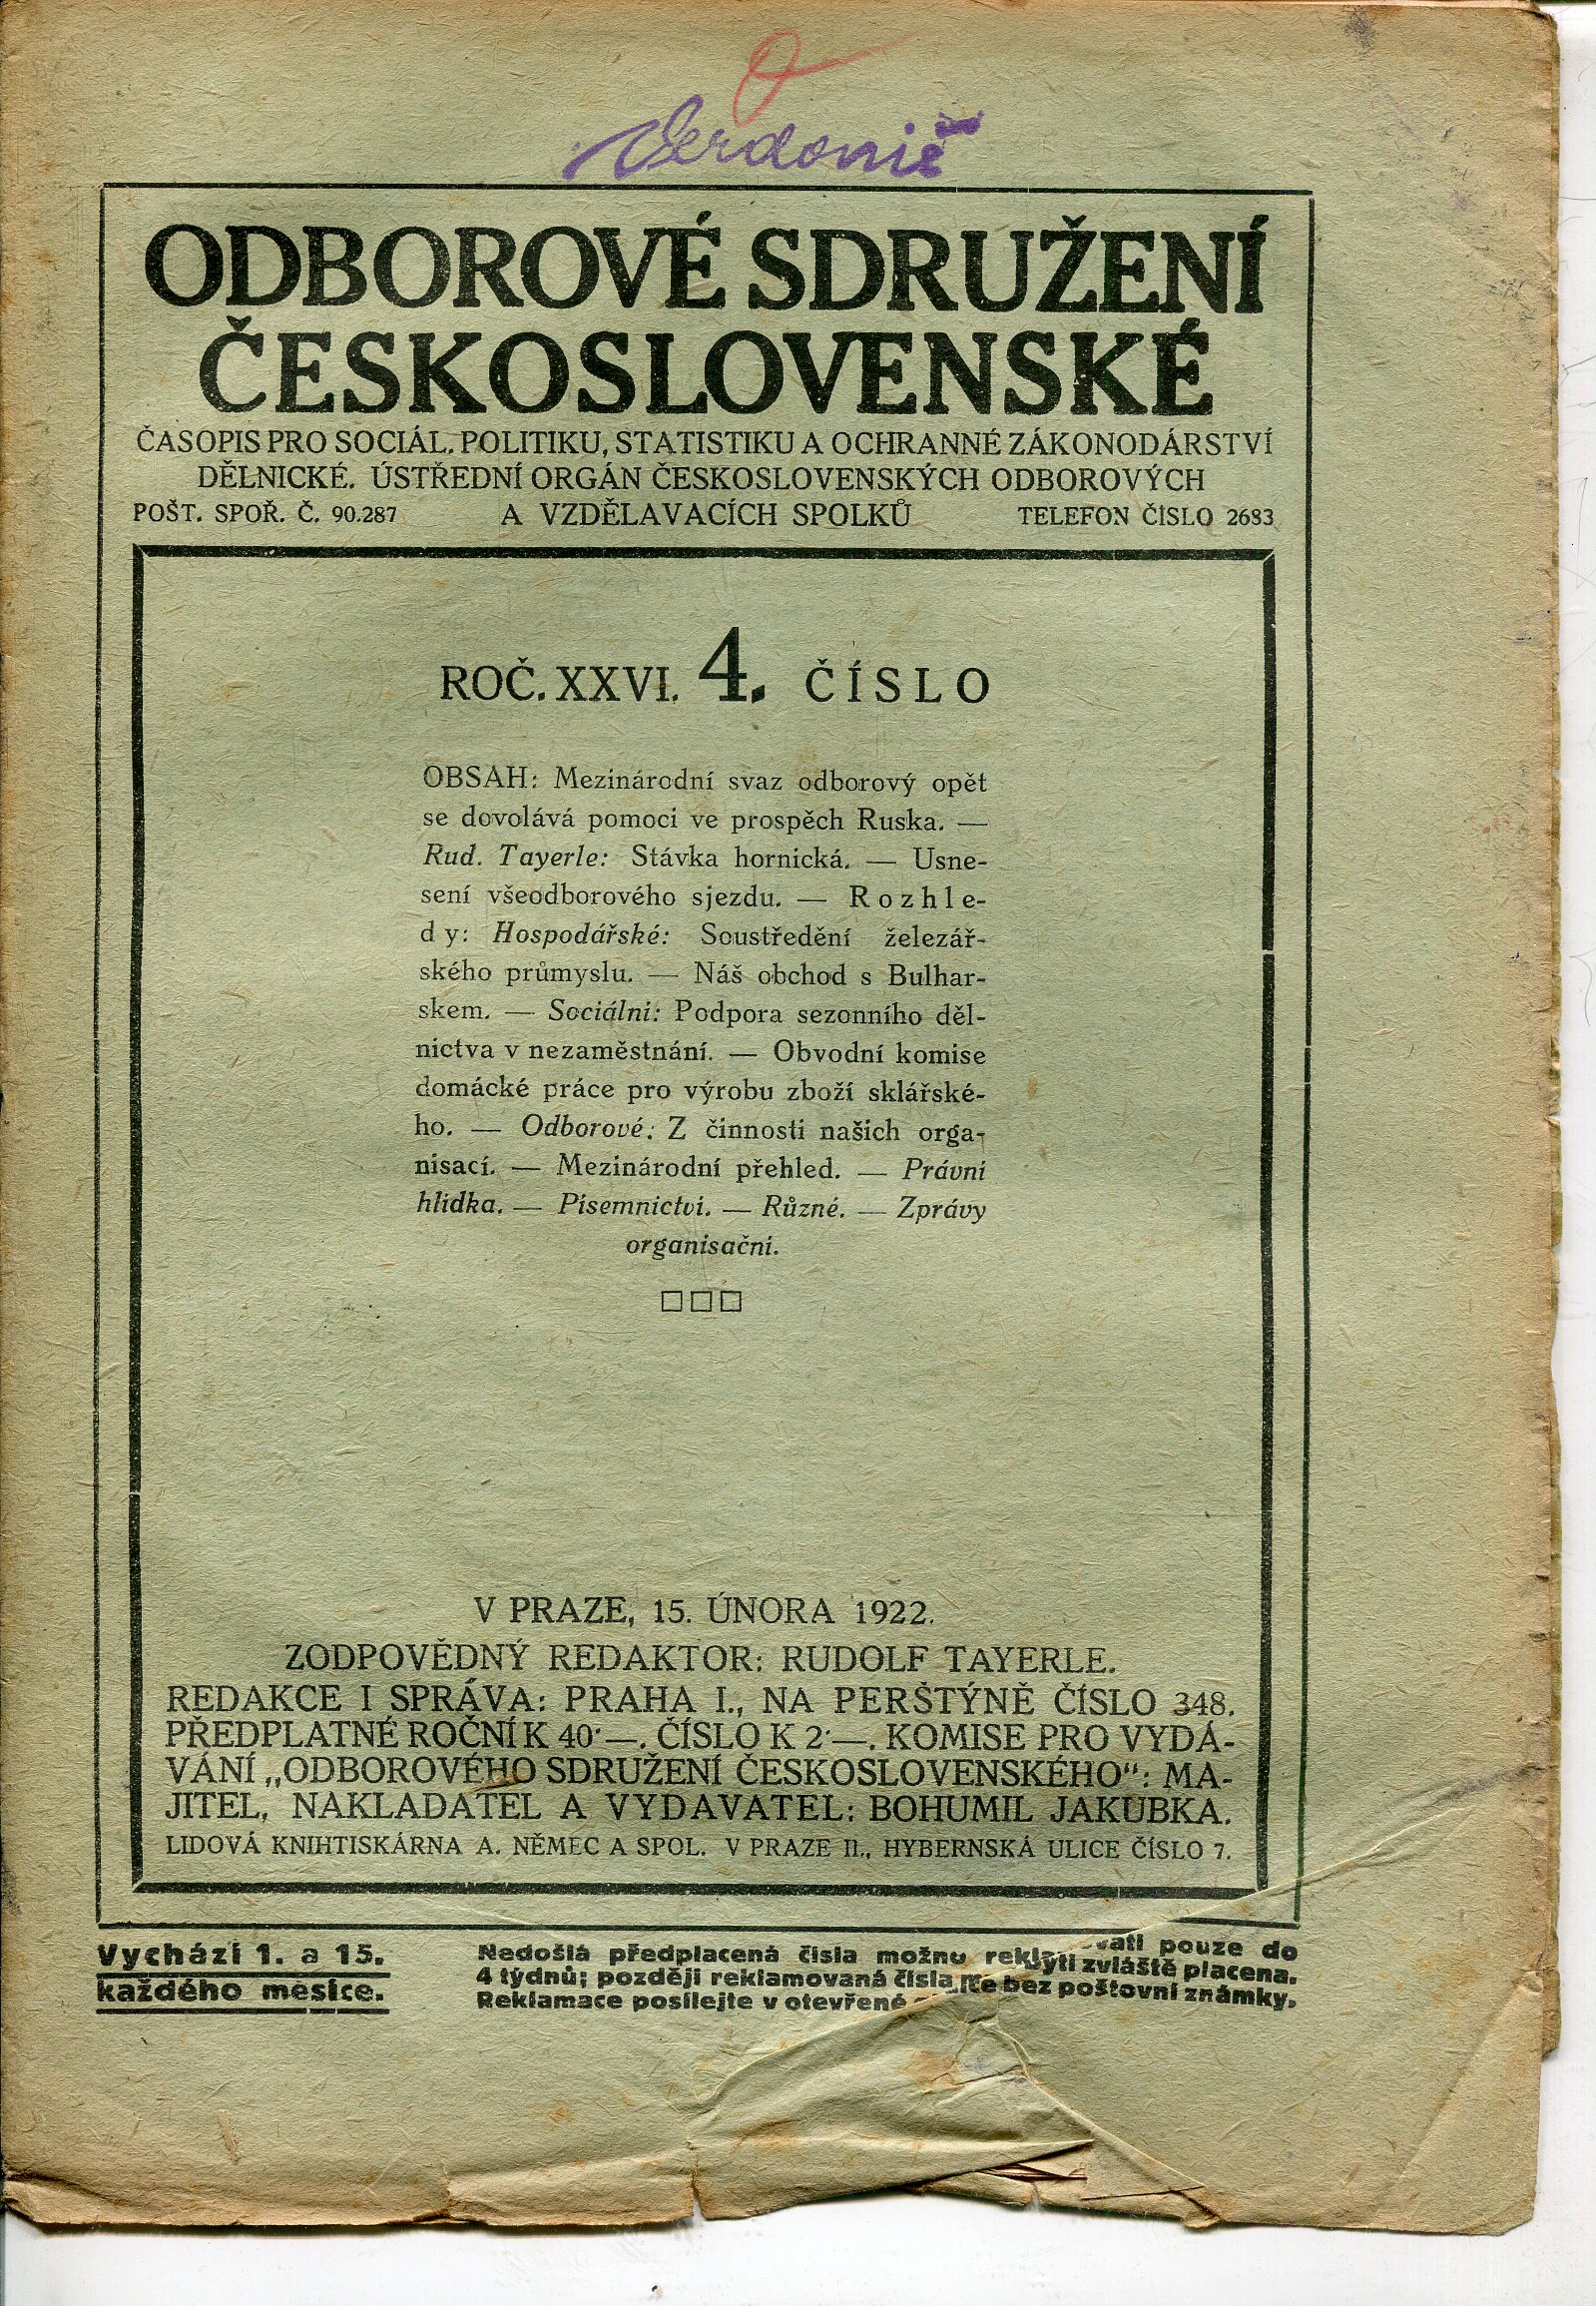 Verdonič
ODBOROVÉ SDRUŽENÍ
ČESKOSLOVENSKÉ
ČASOPIS PRO SOCIÁL. POLITIKU, STATISTIKU A OCHRANNÉ ZÁKONODÁRSTVÍ
DĚLNICKÉ. ÚSTŘEDNÍ ORGÁN ČESKOSLOVENSKÝCH ODBOROVÝCH
POŠT. SPOŘ. Č. 90.287 A VZDĚLAVACÍCH SPOLKŮ TELEFON ČÍSLO 2683
ROČ. XXVI. 4. ČÍSLO
OBSAH: Mezinárodní svaz odborový opět
se dovolává pomoci ve prospěch Ruska. —
Rud. Tayerle: Stávka hornická. — Usne-
sení všeodborového sjezdu. — Rozhle-
dy: Hospodářské: Soustředění železář-
ského průmyslu. — Náš obchod s Bulhar-
skem. — Sociální: Podpora sezonního děl-
nictva v nezaměstnání. — Obvodní komise
domácké práce pro výrobu zboží sklářské-
ho. — Odborové: Z činnosti našich orga-
nisací. — Mezinárodní přehled. — Právní
hlídka. — Písemnictví. — Různé. — Zprávy
organisační.
V PRAZE, 15. ÚNORA 1922.
ZODPOVĚDNÝ REDAKTOR: RUDOLF TAYERLE.
REDAKCE I SPRÁVA: PRAHA I., NA PERŠTÝNĚ ČÍSLO 348.
PŘEDPLATNÉ ROČNÍ K 40·—. ČÍSLO K 2·—. KOMISE PRO VYDÁ-
VÁNÍ „ODBOROVÉHO SDRUŽENÍ ČESKOSLOVENSKÉHO“: MA-
JITEL, NAKLADATEL A VYDAVATEL: BOHUMIL JAKUBKA.
LIDOVÁ KNIHTISKÁRNA A. NĚMEC A SPOL. V PRAZE II., HYBERNSKÁ ULICE ČÍSLO 7.
Vychází 1. a 15.
každého měsíce.
Nedošlá předplacená čísla možno pouze do
4 týdnů; později reklamovaná čísla zvláště placena.
Reklamace posílejte v otevřené bez poštovní známky.